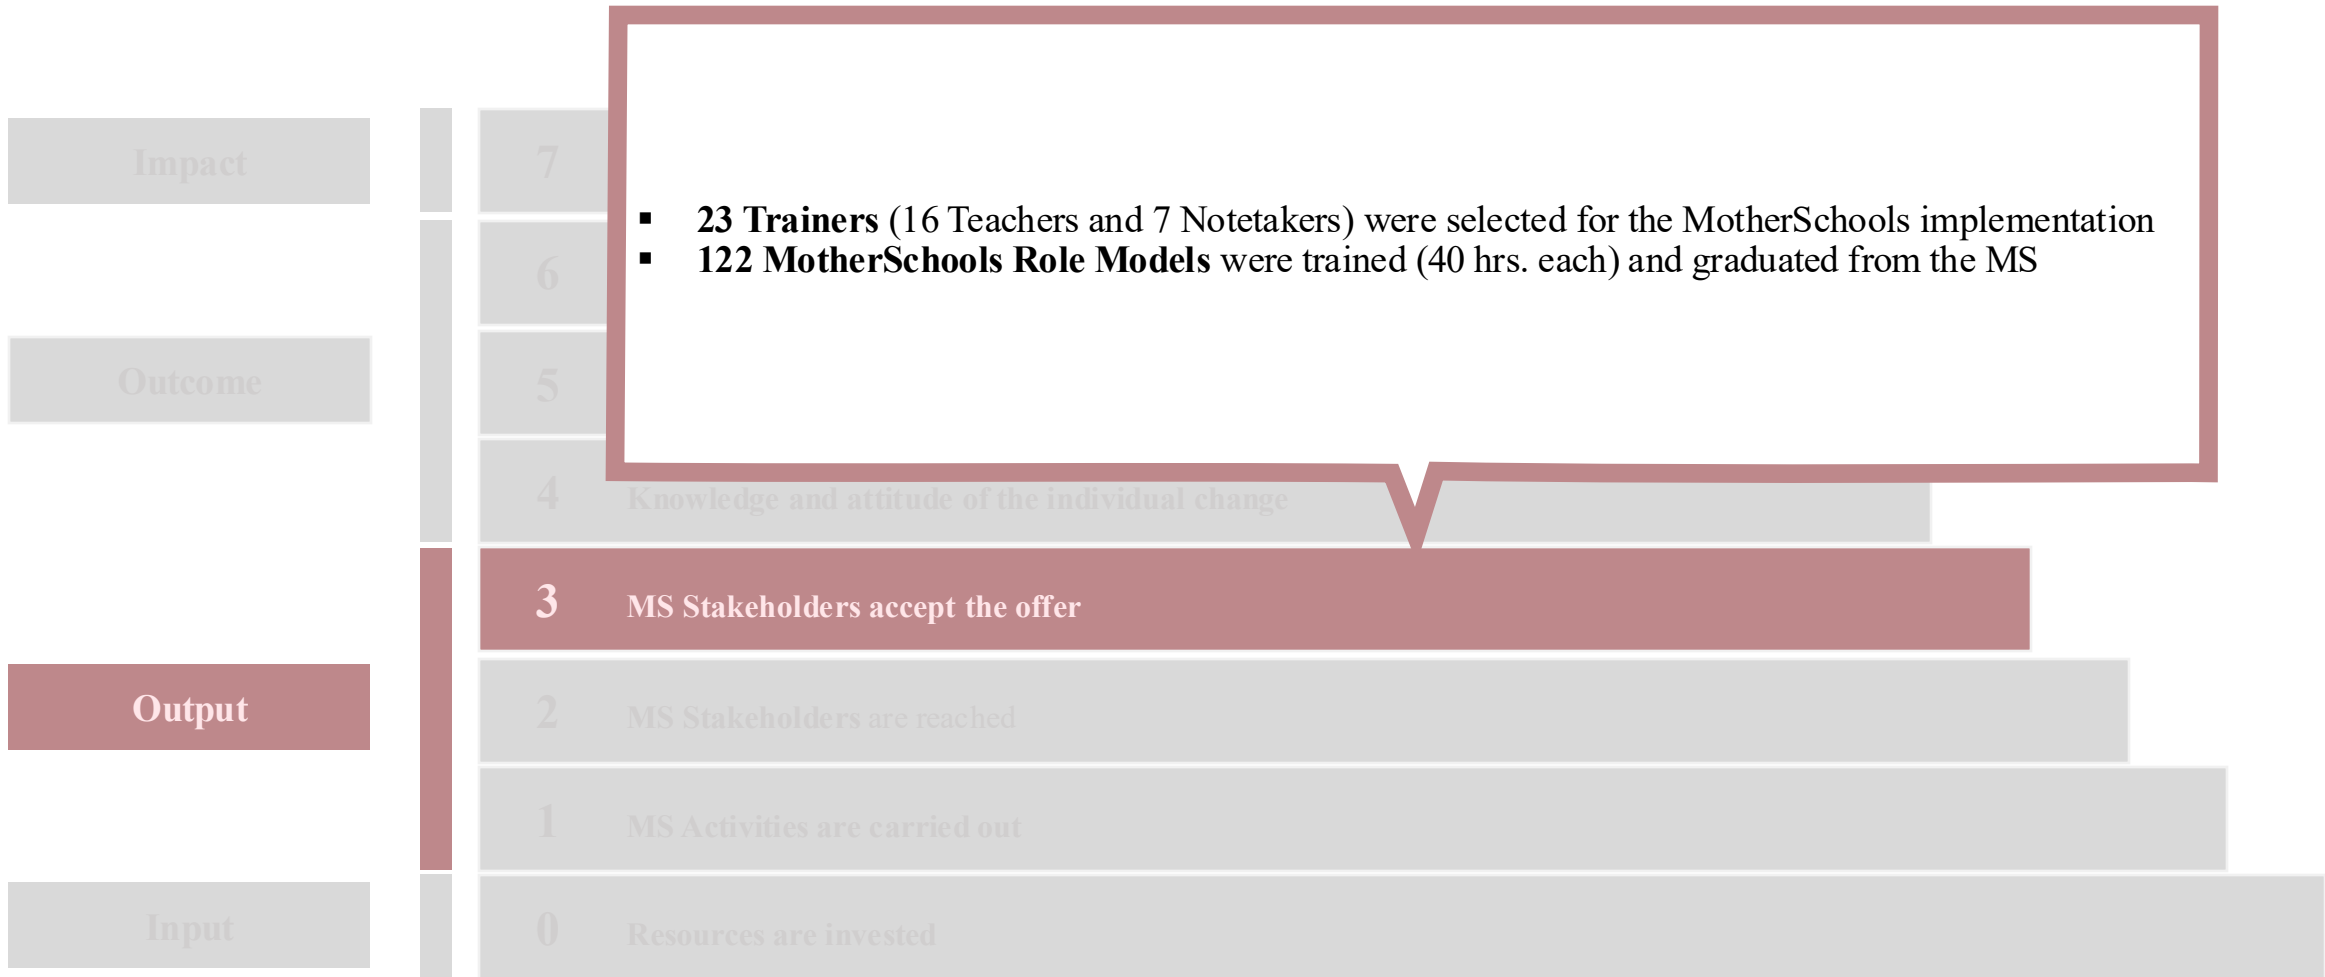 ▪ 23 Trainers (16 Teachers and 7 Notetakers) were selected for the MotherSchools implementation
▪ 122 MotherSchools Role Models were trained (40 hrs. each) and graduated from the MS
Impact
7
6
Outcome
5
4 Knowledge and attitude of the individual change
3 MS Stakeholders accept the offer
Output
2 MS Stakeholders are reached
1 MS Activities are carried out
Input
0 Resources are invested